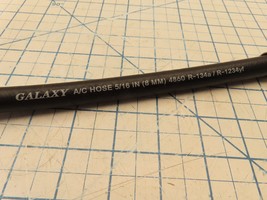 GALAXY A/C HOSE 5/16 IN (8 MM) 4860 R-134a / R-1234yf